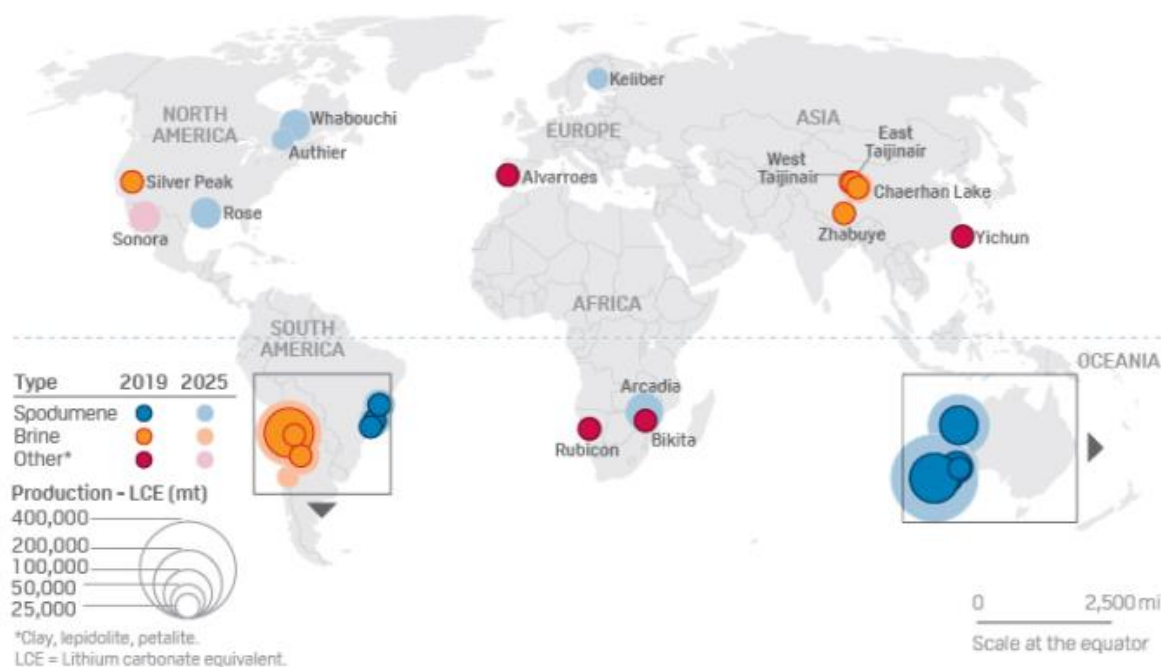 Keliber
NORTH
AMERICA
Whabouchi
Authier
EUROPE
ASIA
East
Taijinair
West
Taijinair
Silver Peak
Alvarroes
Chaerhan Lake
Rose
Sonora
Zhabuye
Yichun
AFRICA
SOUTH
AMERICA
OCEANIA
Arcadia
Rubicon
Bikita
Type 2019 2025
Spodumene
Brine
Other*
Production - LCE (mt)
400,000
200,000
100,000
50,000
25,000
*Clay, lepidolite, petalite.
LCE = Lithium carbonate equivalent.
0 2,500 mi
Scale at the equator